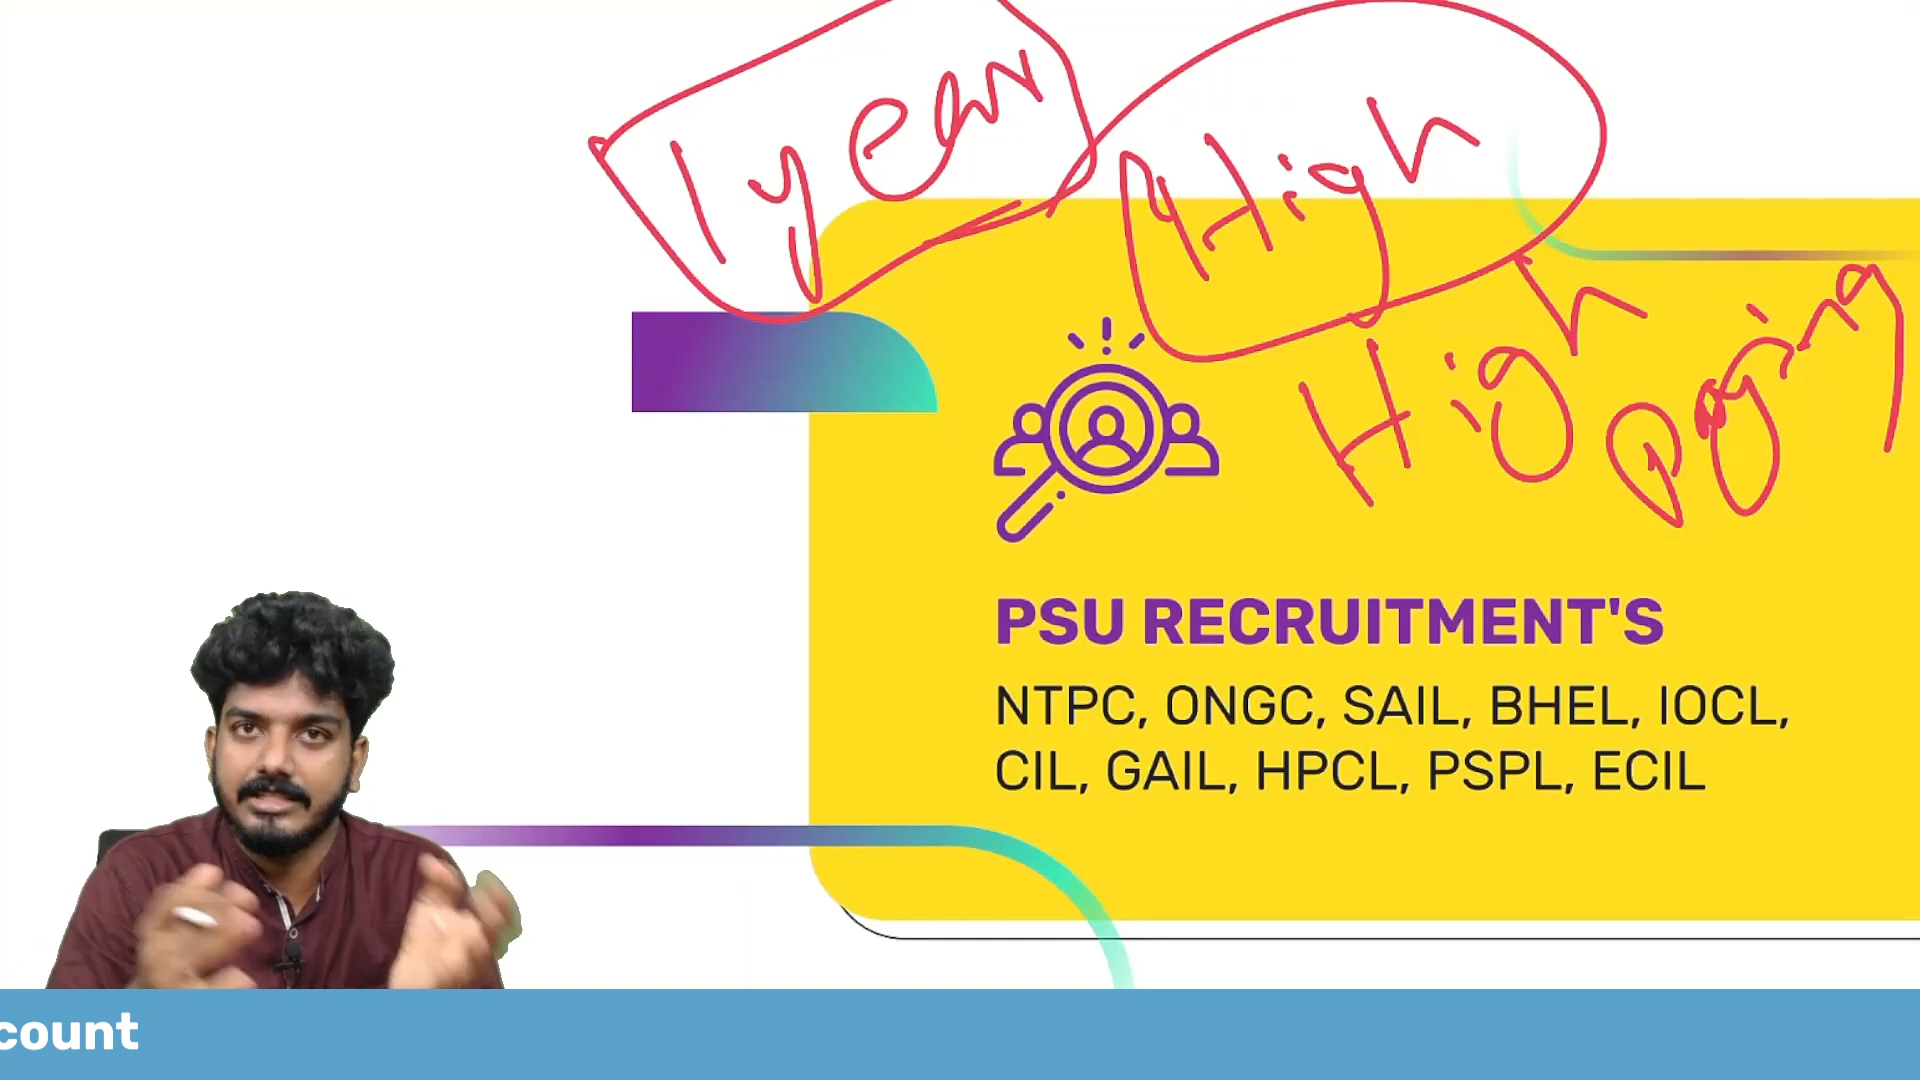 1 year
High
High
paying
PSU RECRUITMENT'S
NTPC, ONGC, SAIL, BHEL, IOCL,
CIL, GAIL, HPCL, PSPL, ECIL
count